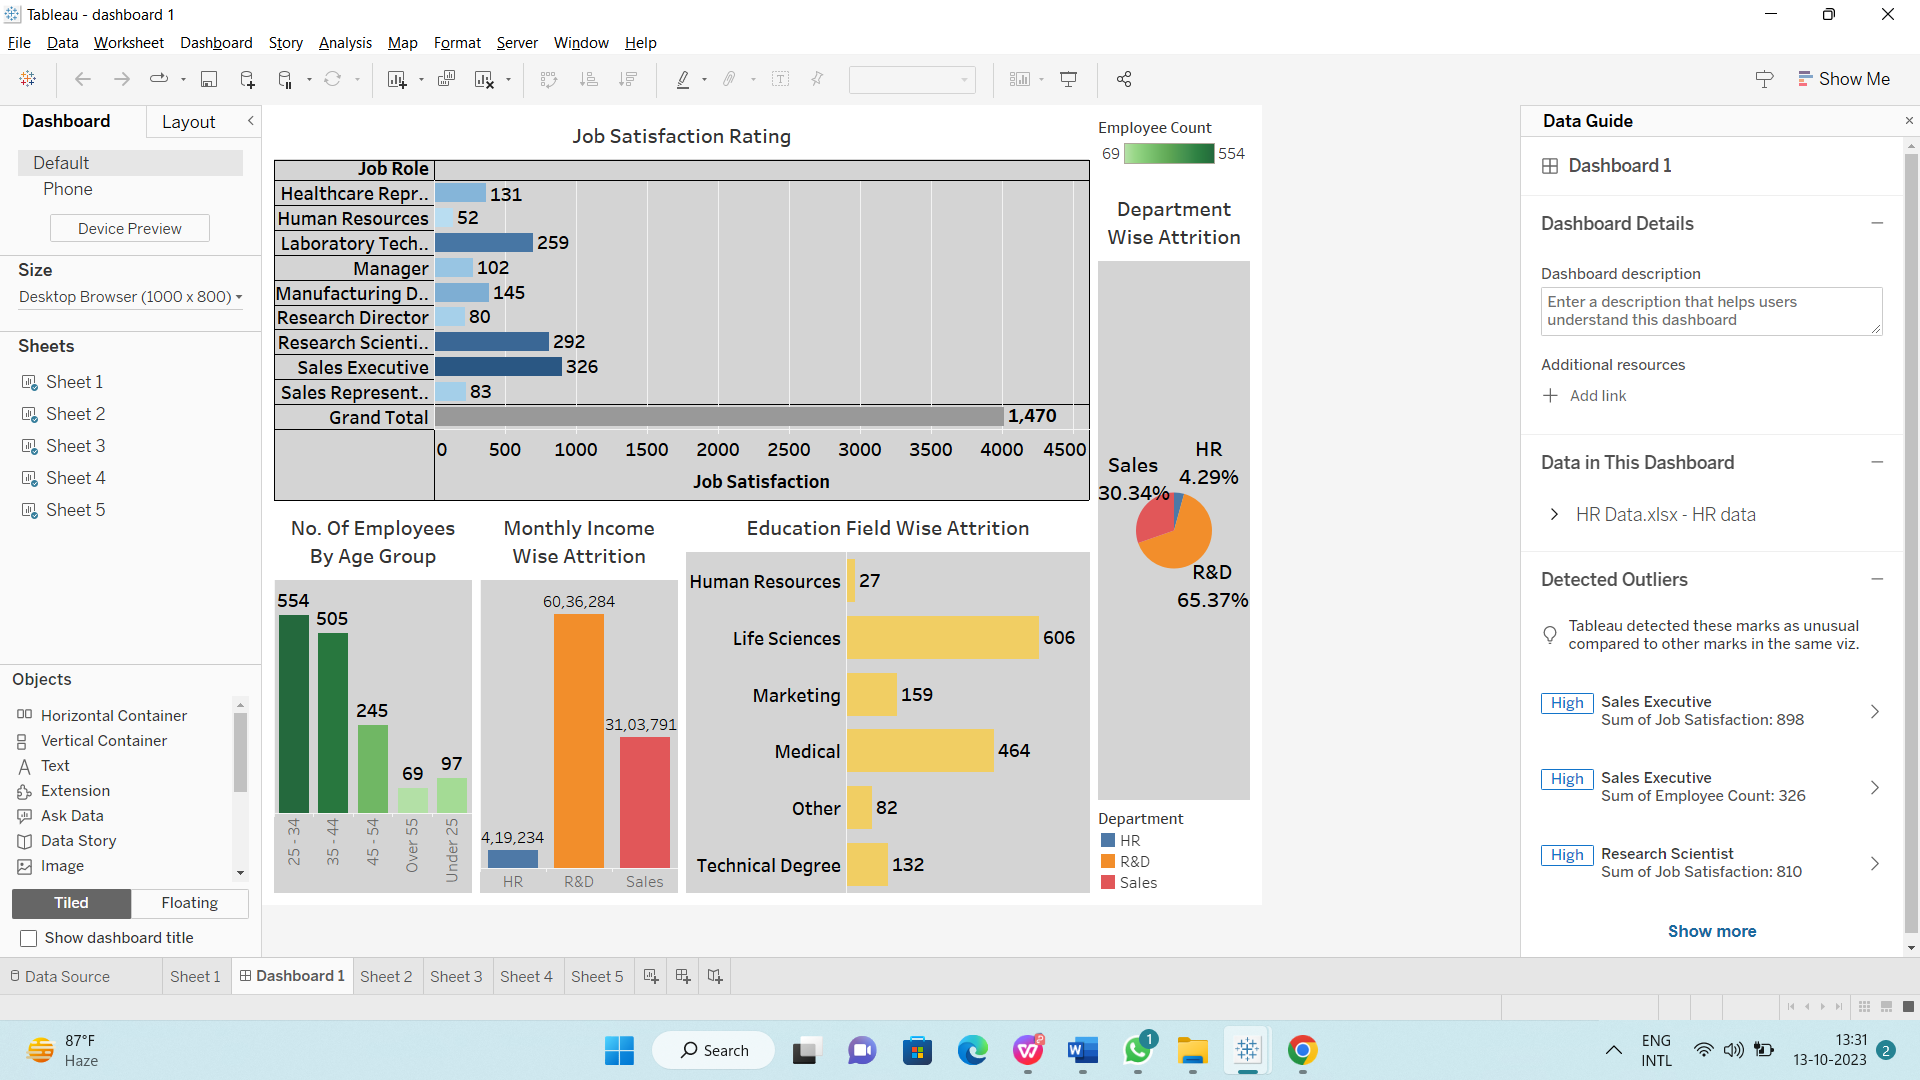 Tableau - dashboard 1
File Data Worksheet Dashboard Story Analysis Map Format Server Window Help
Show Me
Dashboard Layout
Default
Phone
Device Preview
Size
Desktop Browser (1000 x 800)
Sheets
Sheet 1
Sheet 2
Sheet 3
Sheet 4
Sheet 5
Objects
Horizontal Container
Vertical Container
Text
Extension
Ask Data
Data Story
Image
Tiled Floating
Show dashboard title
Job Satisfaction Rating
Job Role
Healthcare Repr.. 131
Human Resources 52
Laboratory Tech.. 259
Manager 102
Manufacturing D.. 145
Research Director 80
Research Scienti.. 292
Sales Executive 326
Sales Represent.. 83
Grand Total 1,470
0 500 1000 1500 2000 2500 3000 3500 4000 4500
Job Satisfaction
No. Of Employees
By Age Group
554
505
245
69
97
25 - 34
35 - 44
45 - 54
Over 55
Under 25
Monthly Income
Wise Attrition
60,36,284
31,03,791
4,19,234
HR R&D Sales
Education Field Wise Attrition
Human Resources 27
Life Sciences 606
Marketing 159
Medical 464
Other 82
Technical Degree 132
Employee Count
69 554
Department
Wise Attrition
HR
4.29%
Sales
30.34%
R&D
65.37%
Department
HR
R&D
Sales
Data Guide
Dashboard 1
Dashboard Details
Dashboard description
Enter a description that helps users
understand this dashboard
Additional resources
Add link
Data in This Dashboard
HR Data.xlsx - HR data
Detected Outliers
Tableau detected these marks as unusual
compared to other marks in the same viz.
High Sales Executive
Sum of Job Satisfaction: 898
High Sales Executive
Sum of Employee Count: 326
High Research Scientist
Sum of Job Satisfaction: 810
Show more
Data Source Sheet 1 Dashboard 1 Sheet 2 Sheet 3 Sheet 4 Sheet 5
87°F
Haze
Search
1
ENG
INTL
13:31
13-10-2023
2